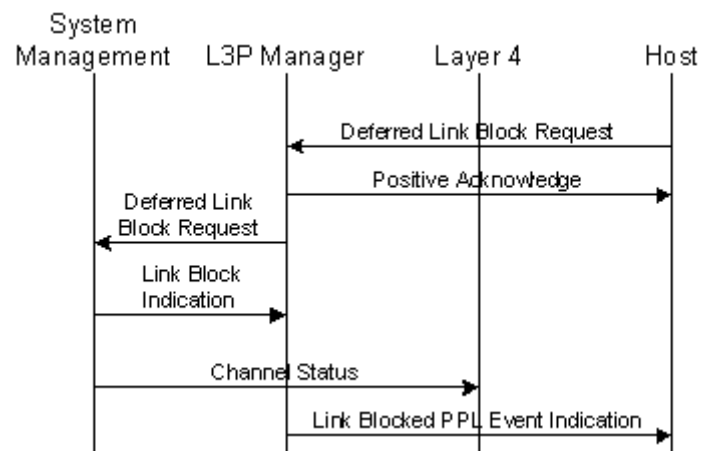 System
Management
L3P Manager
Layer 4
Host
Deferred Link Block Request
Positive Acknowledge
Deferred Link
Block Request
Link Block
Indication
Channel Status
Link Blocked PPL Event Indication